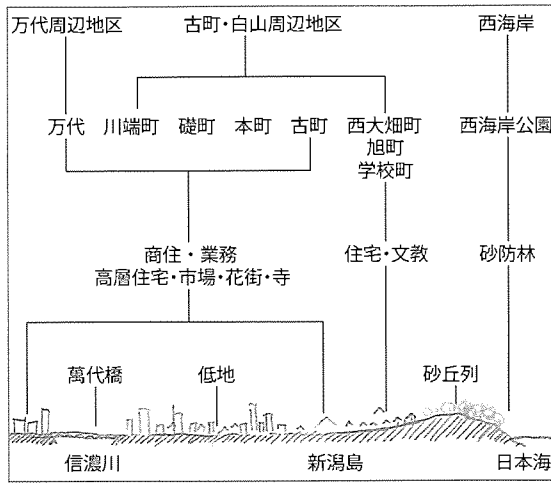 万代周辺地区
古町・白山周辺地区
西海岸
万代
川端町
礎町
本町
古町
西大畑町
旭町
学校町
西海岸公園
商住・業務
高層住宅・市場・花街・寺
住宅・文教
砂防林
萬代橋
低地
砂丘列
信濃川
新潟島
日本海